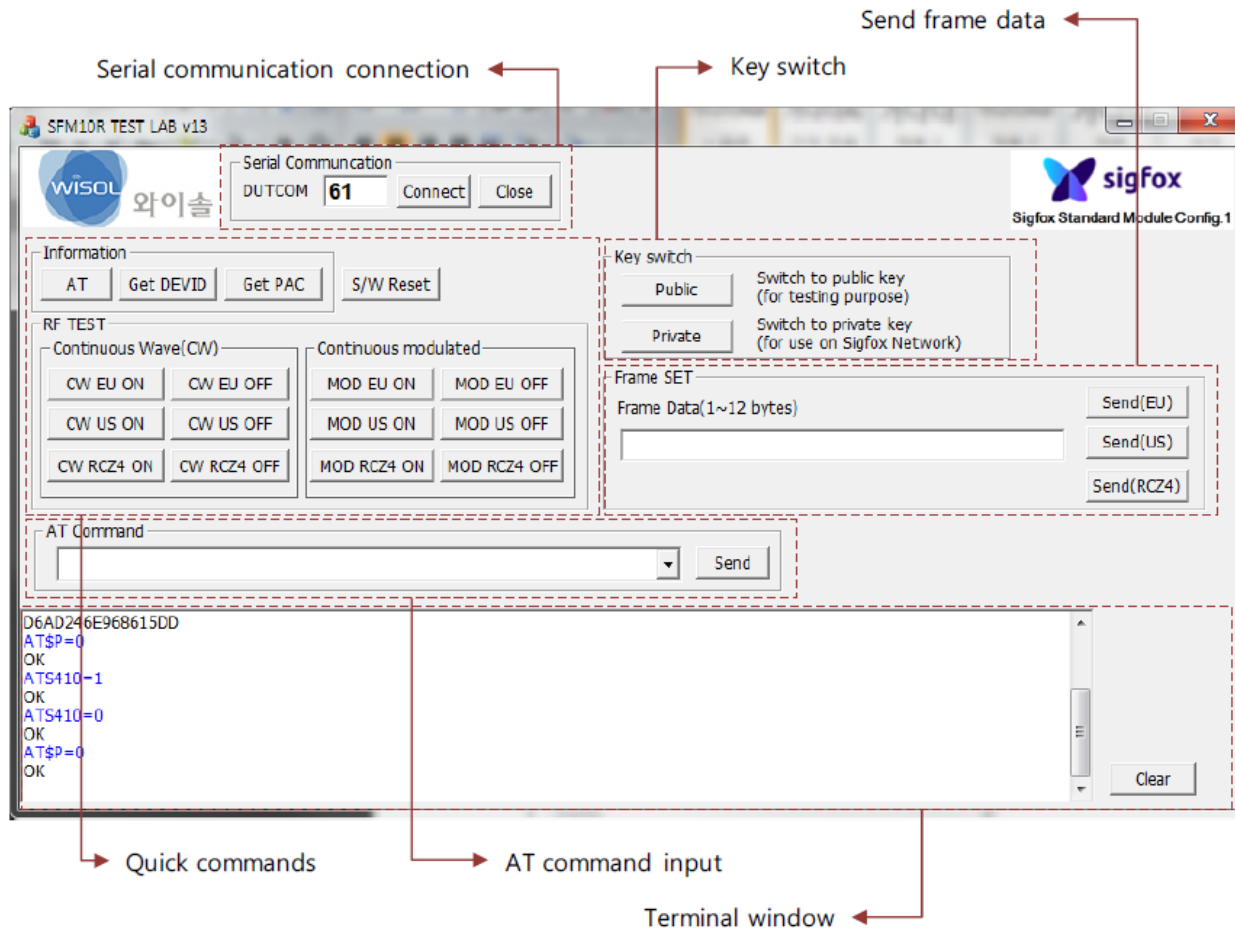 Send frame data
Serial communication connection
Key switch
SFM10R TEST LAB v13
Serial Communcation
DUTCOM 61 Connect Close
wisol 와이솔
sigfox
Sigfox Standard Module Config.1
Information
AT Get DEVID Get PAC S/W Reset
RF TEST
Continuous Wave(CW)
CW EU ON CW EU OFF
CW US ON CW US OFF
CW RCZ4 ON CW RCZ4 OFF
Continuous modulated
MOD EU ON MOD EU OFF
MOD US ON MOD US OFF
MOD RCZ4 ON MOD RCZ4 OFF
Key switch
Public Switch to public key
(for testing purpose)
Private Switch to private key
(for use on Sigfox Network)
Frame SET
Frame Data(1~12 bytes)
Send(EU)
Send(US)
Send(RCZ4)
AT Command
Send
D6AD246E968615DD
AT$P=0
OK
ATS410=1
OK
ATS410=0
OK
AT$P=0
OK
Clear
Quick commands
AT command input
Terminal window